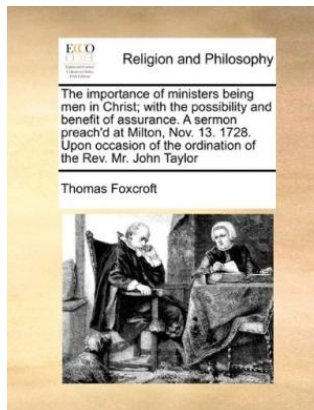 ECCO
Religion and Philosophy
The importance of ministers being
men in Christ; with the possibility and
benefit of assurance. A sermon
preach'd at Milton, Nov. 13. 1728.
Upon occasion of the ordination of
the Rev. Mr. John Taylor
Thomas Foxcroft